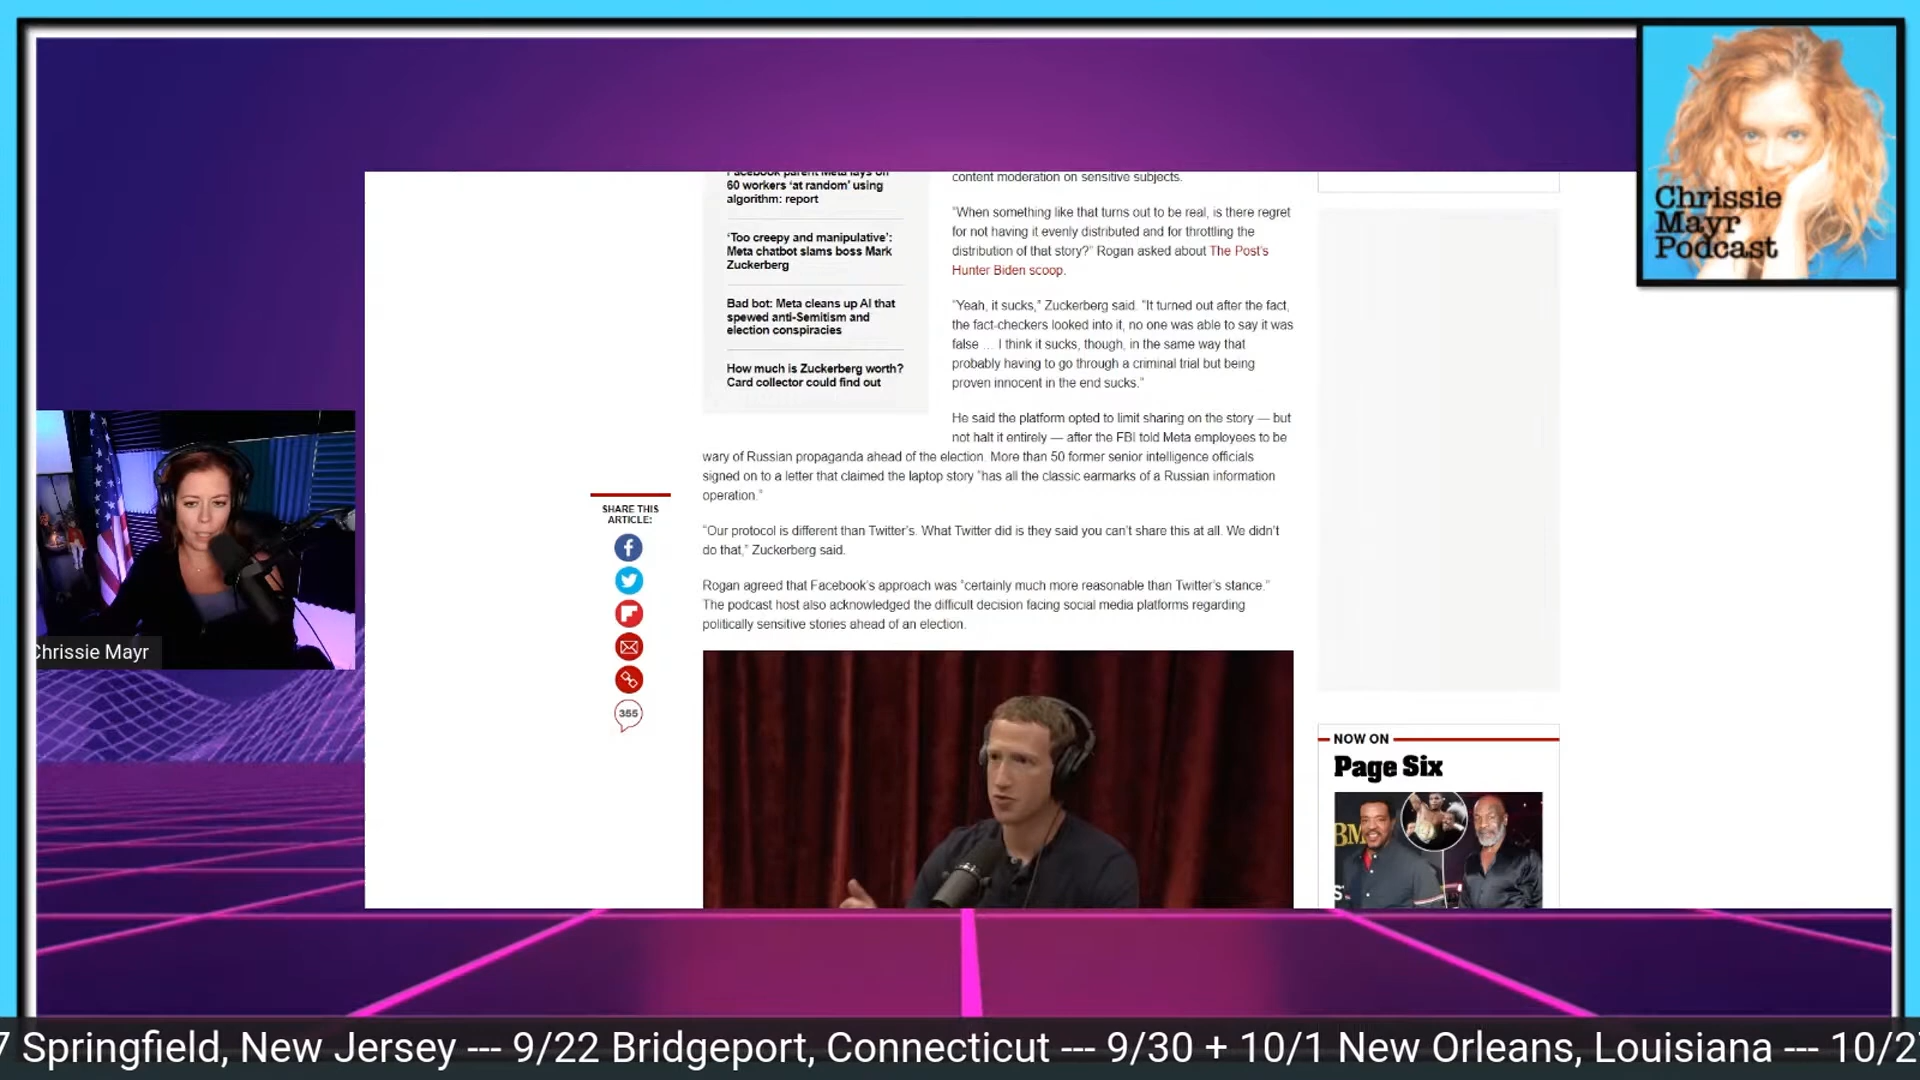 Facebook parent Meta lays off
60 workers ‘at random’ using
algorithm: report
‘Too creepy and manipulative’:
Meta chatbot slams boss Mark
Zuckerberg
Bad bot: Meta cleans up AI that
spewed anti-Semitism and
election conspiracies
How much is Zuckerberg worth?
Card collector could find out
content moderation on sensitive subjects.
“When something like that turns out to be real, is there regret
for not having it evenly distributed and for throttling the
distribution of that story?” Rogan asked about The Post’s
Hunter Biden scoop.
“Yeah, it sucks,” Zuckerberg said. “It turned out after the fact,
the fact-checkers looked into it, no one was able to say it was
false … I think it sucks, though, in the same way that
probably having to go through a criminal trial but being
proven innocent in the end sucks.”
He said the platform opted to limit sharing on the story — but
not halt it entirely — after the FBI told Meta employees to be
wary of Russian propaganda ahead of the election. More than 50 former senior intelligence officials
signed on to a letter that claimed the laptop story “has all the classic earmarks of a Russian information
operation.”
“Our protocol is different than Twitter’s. What Twitter did is they said you can’t share this at all. We didn’t
do that,” Zuckerberg said.
Rogan agreed that Facebook’s approach was “certainly much more reasonable than Twitter’s stance.”
The podcast host also acknowledged the difficult decision facing social media platforms regarding
politically sensitive stories ahead of an election.
SHARE THIS
ARTICLE:
355
NOW ON
Page Six
BM
S
Chrissie
Mayr
Podcast
Chrissie Mayr
7 Springfield, New Jersey --- 9/22 Bridgeport, Connecticut --- 9/30 + 10/1 New Orleans, Louisiana --- 10/27